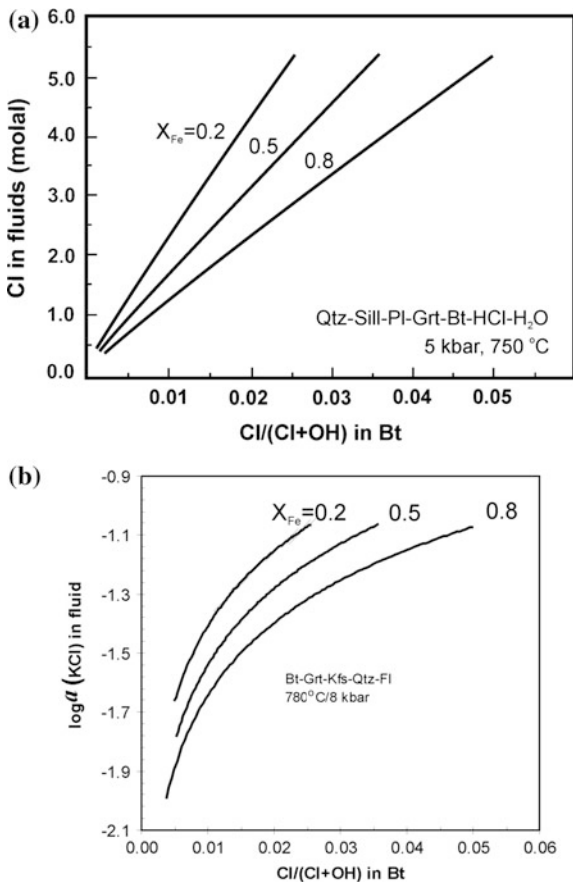 (a)
6.0
5.0
4.0
3.0
2.0
1.0
0.0
Cl in fluids (molal)
XFe=0.2
0.5
0.8
Qtz-Sill-Pl-Grt-Bt-HCl-H2O
5 kbar, 750 °C
0.01 0.02 0.03 0.04 0.05
Cl/(Cl+OH) in Bt
(b)
-0.9
-1.1
-1.3
-1.5
-1.7
-1.9
-2.1
log a (KCl) in fluid
XFe=0.2 0.5 0.8
Bt-Grt-Kfs-Qtz-Fl
780°C/8 kbar
0.00 0.01 0.02 0.03 0.04 0.05 0.06
Cl/(Cl+OH) in Bt